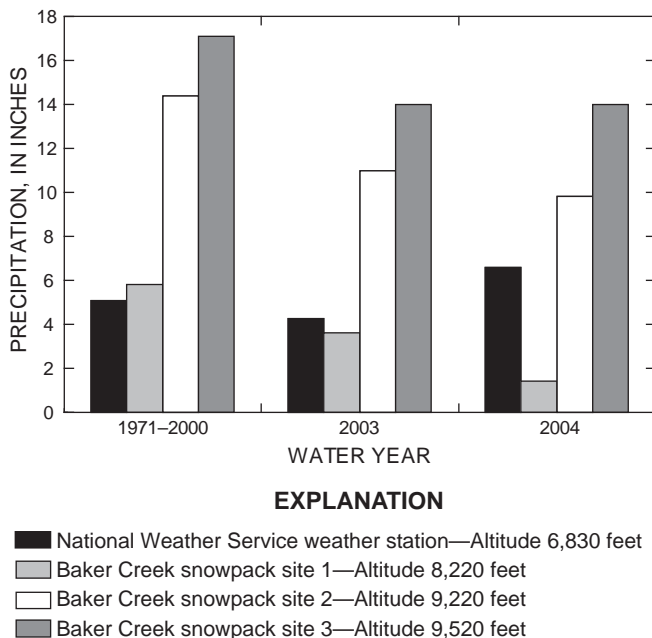 18
16
14
12
10
8
6
4
2
0
PRECIPITATION, IN INCHES
1971–2000 2003 2004
WATER YEAR
EXPLANATION
National Weather Service weather station—Altitude 6,830 feet
Baker Creek snowpack site 1—Altitude 8,220 feet
Baker Creek snowpack site 2—Altitude 9,220 feet
Baker Creek snowpack site 3—Altitude 9,520 feet